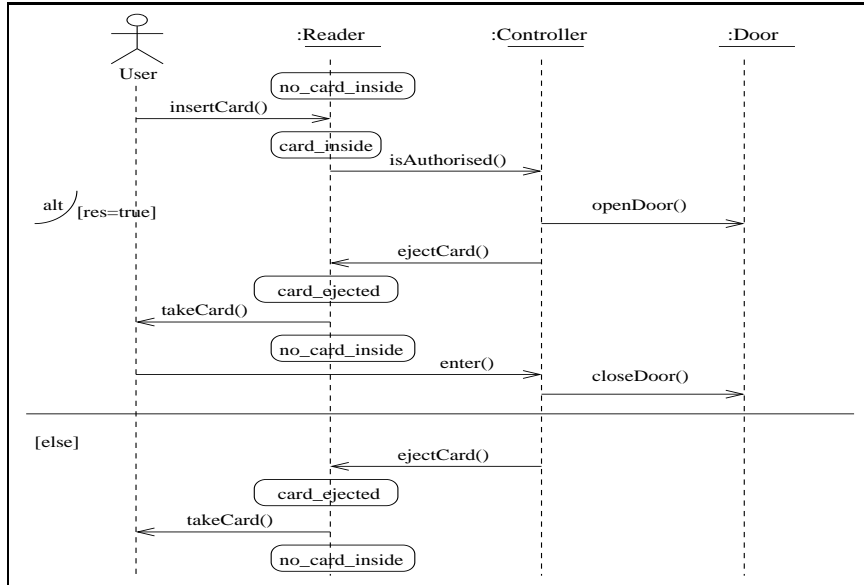 :Reader :Controller :Door
User
no_card_inside
insertCard()
card_inside
isAuthorised()
alt [res=true]
openDoor()
ejectCard()
card_ejected
takeCard()
no_card_inside
enter()
closeDoor()
[else]
ejectCard()
card_ejected
takeCard()
no_card_inside